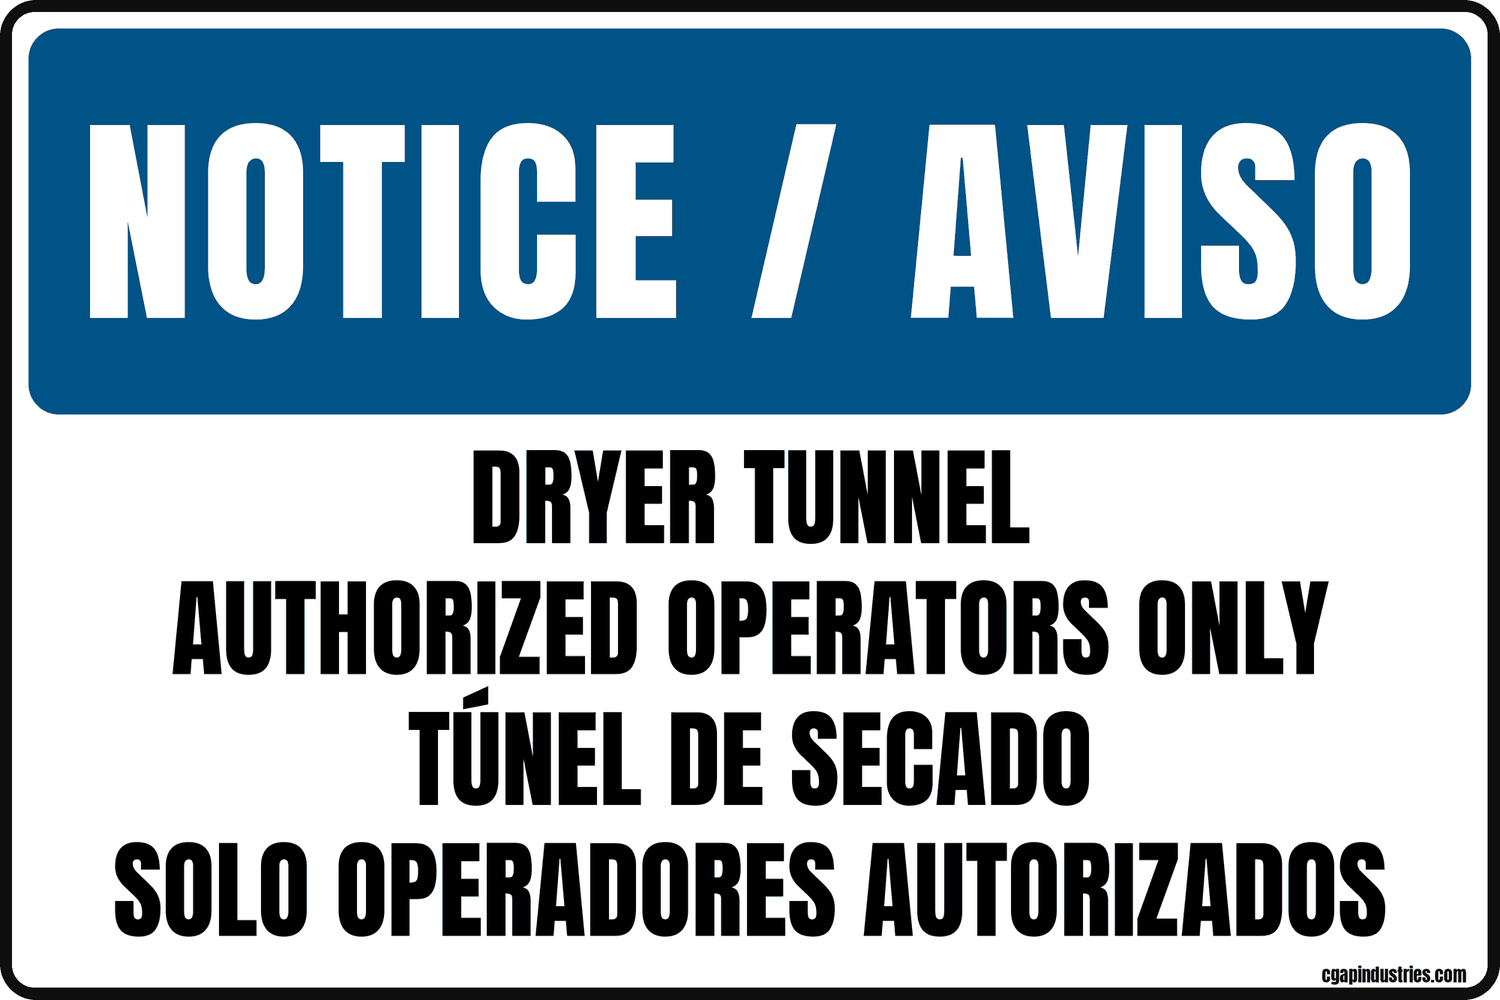 NOTICE / AVISO
DRYER TUNNEL
AUTHORIZED OPERATORS ONLY
TÚNEL DE SECADO
SOLO OPERADORES AUTORIZADOS
cgapindustries.com